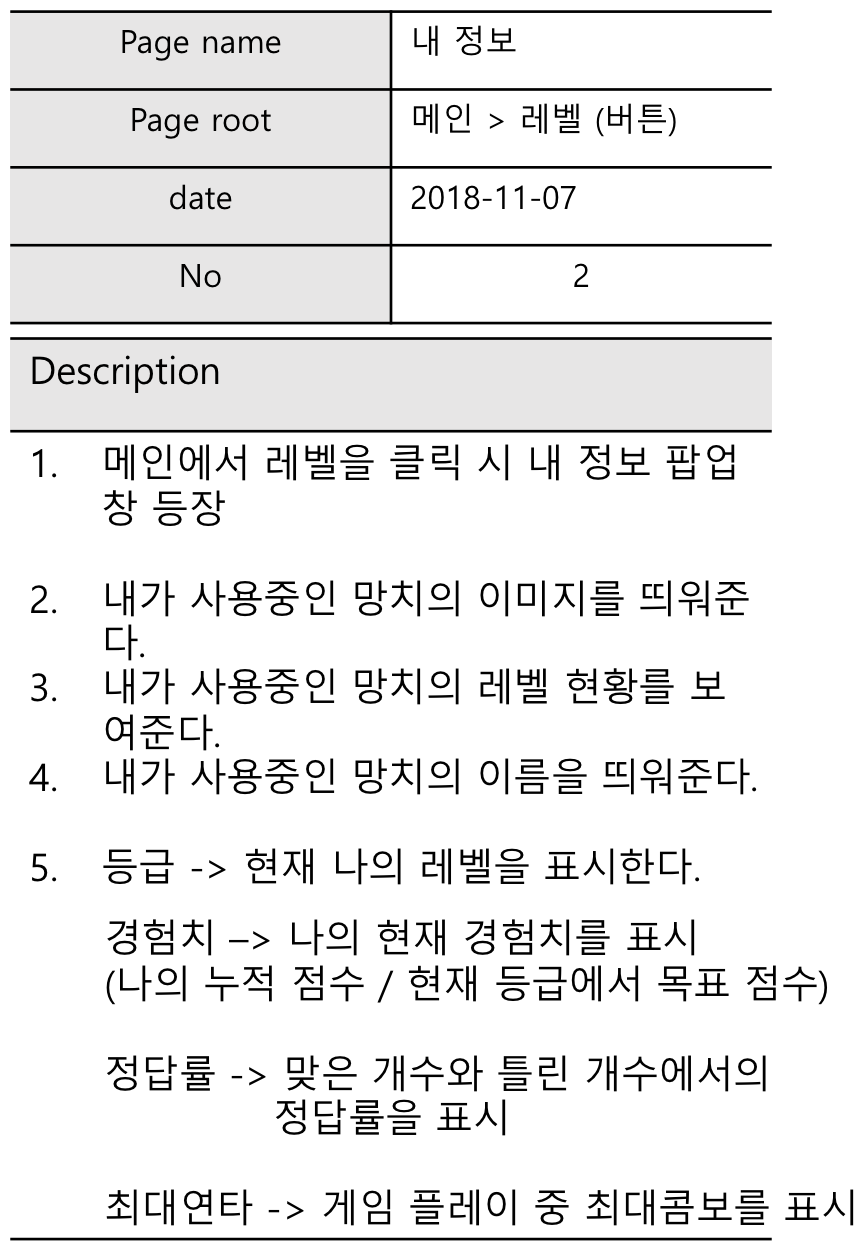 Page name 내 정보
Page root 메인 > 레벨 (버튼)
date 2018-11-07
No 2
Description
1. 메인에서 레벨을 클릭 시 내 정보 팝업
창 등장
2. 내가 사용중인 망치의 이미지를 띄워준
다.
3. 내가 사용중인 망치의 레벨 현황를 보
여준다.
4. 내가 사용중인 망치의 이름을 띄워준다.
5. 등급 -> 현재 나의 레벨을 표시한다.
경험치 –> 나의 현재 경험치를 표시
(나의 누적 점수 / 현재 등급에서 목표 점수)
정답률 -> 맞은 개수와 틀린 개수에서의
정답률을 표시
최대연타 -> 게임 플레이 중 최대콤보를 표시